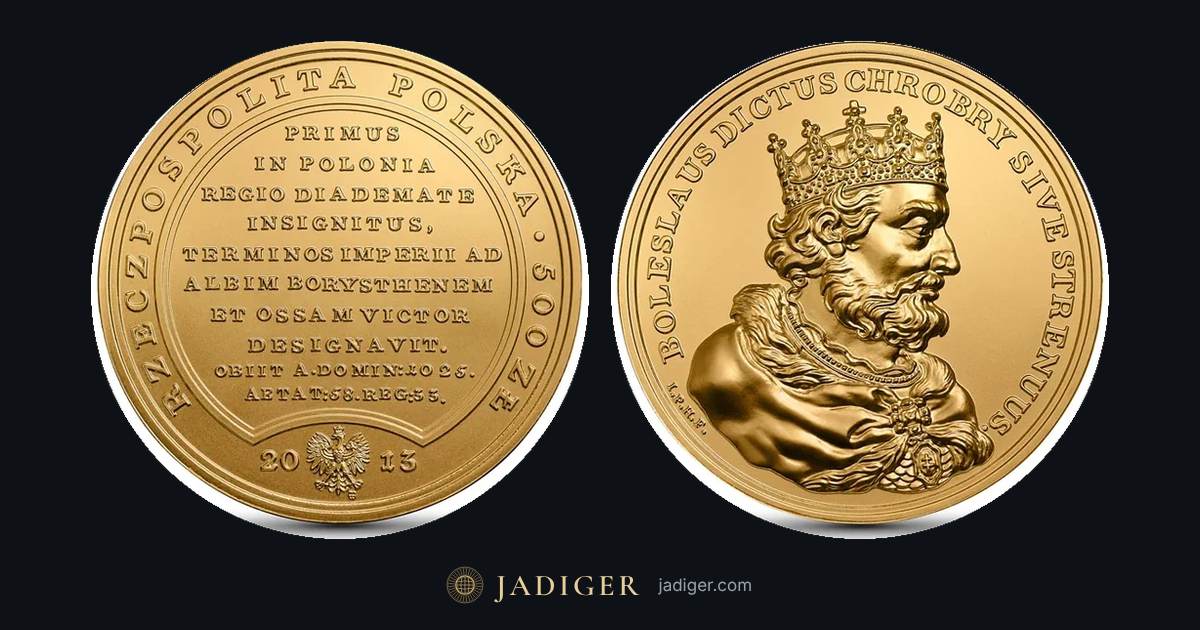 RZECZPOSPOLITA POLSKA · 500 ZŁ
PRIMUS
IN POLONIA
REGIO DIADEMATE
INSIGNITUS,
TERMINOS IMPERII AD
ALBIM BORYSTHENEM
ET OSSAM VICTOR
DESIGNAVIT.
OBIIT A.DOMIN:1025.
AETAT:58.REG:33.
20 13
BOLESLAUS DICTUS CHROBRY SIVE STRENUUS.
I.P.H.F.
JADIGER jadiger.com